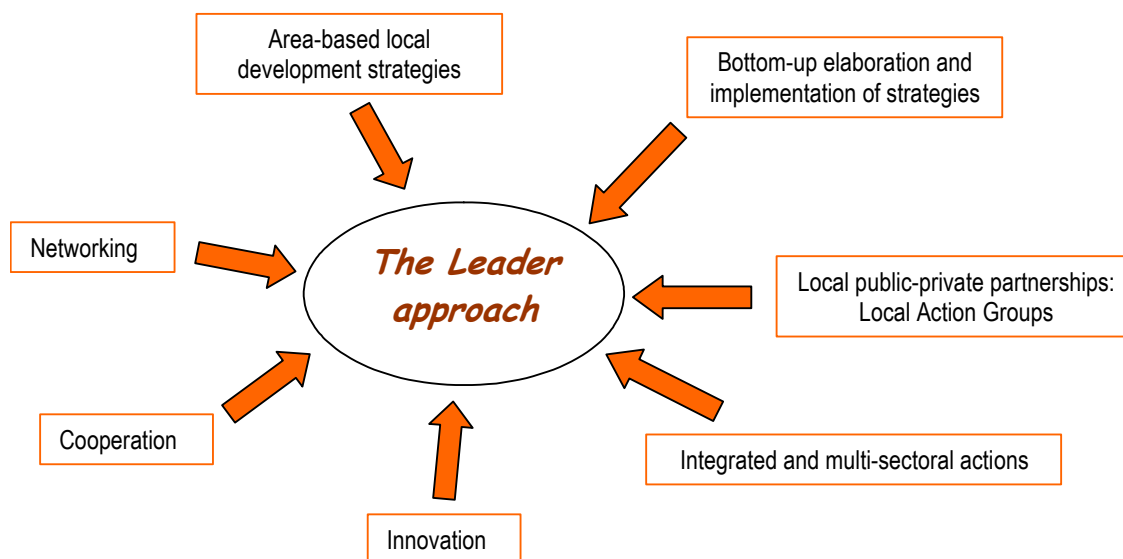 Area-based local
development strategies
Bottom-up elaboration and
implementation of strategies
Networking
The Leader
approach
Local public-private partnerships:
Local Action Groups
Cooperation
Integrated and multi-sectoral actions
Innovation